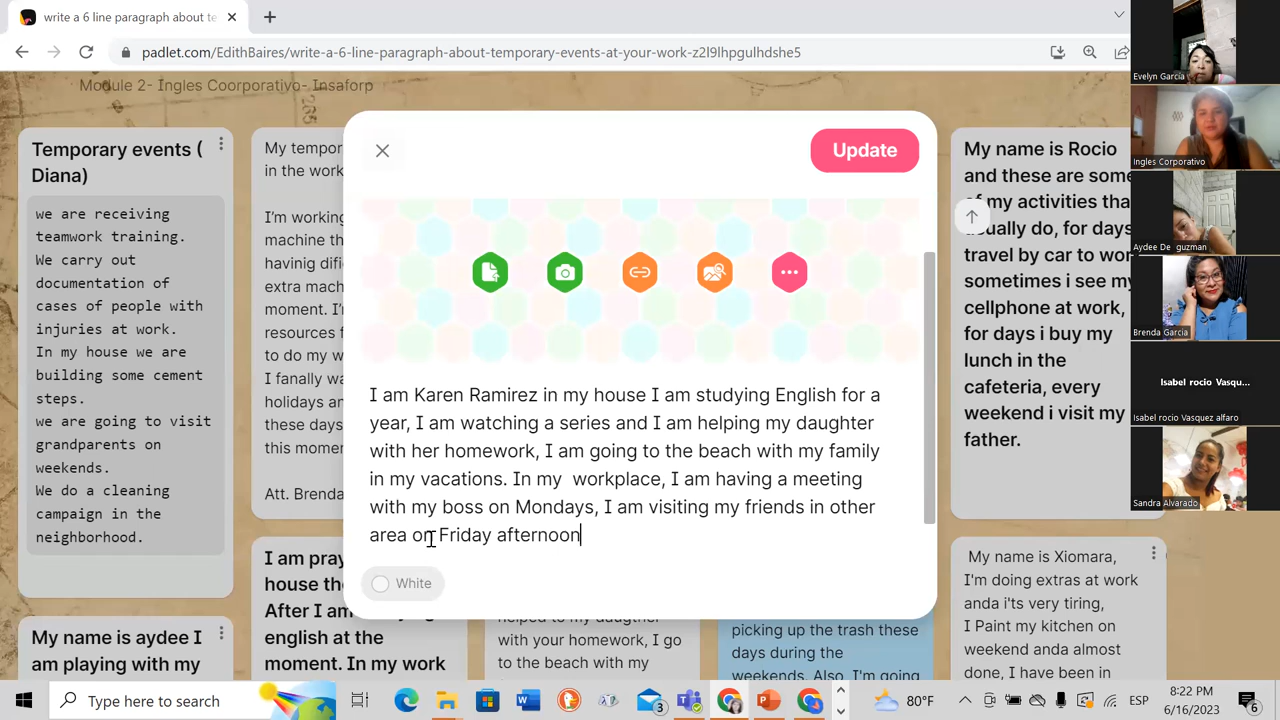 write a 6 line paragraph about te
padlet.com/EdithBaires/write-a-6-line-paragraph-about-temporary-events-at-your-work-z2l9lhpgulhdshe5
Module 2- Ingles Coorporativo- Insaforp
Temporary events (
Diana)
we are receiving
teamwork training.
We carry out
documentation of
cases of people with
injuries at work.
In my house we are
building some cement
steps.
we are going to visit
grandparents on
weekends.
We do a cleaning
campaign in the
neighborhood.
My name is aydee I
am playing with my
My tempor
in the work
I'm working
machine th
havinig dif
extra mach
moment. I'
resources f
to do my w
I fanally wa
holidays an
these days
this momen
Att. Brenda
I am pray
house th
After I am
english at the
moment. In my work
Update
I am Karen Ramirez in my house I am studying English for a
year, I am watching a series and I am helping my daughter
with her homework, I am going to the beach with my family
in my vacations. In my workplace, I am having a meeting
with my boss on Mondays, I am visiting my friends in other
area on Friday afternoon
White
with your homework, I go
to the beach with my
picking up the trash these
days during the
weekends. Also, I'm going
My name is Rocio
and these are some
of my activities tha
usually do, for days
travel by car to wor
sometimes i see my
cellphone at work,
for days i buy my
lunch in the
cafeteria, every
weekend i visit my
father.
My name is Xiomara,
I'm doing extras at work
anda i'ts very tiring,
I Paint my kitchen on
weekend anda almost
done, I have been in
Evelyn Garcia
Ingles Corporativo
Aydee De guzman
Brenda Garcia
Isabel rocio Vasqu...
Isabel rocio Vasquez alfaro
Sandra Alvarado
Type here to search
3
80°F
ESP
8:22 PM
6/16/2023
6